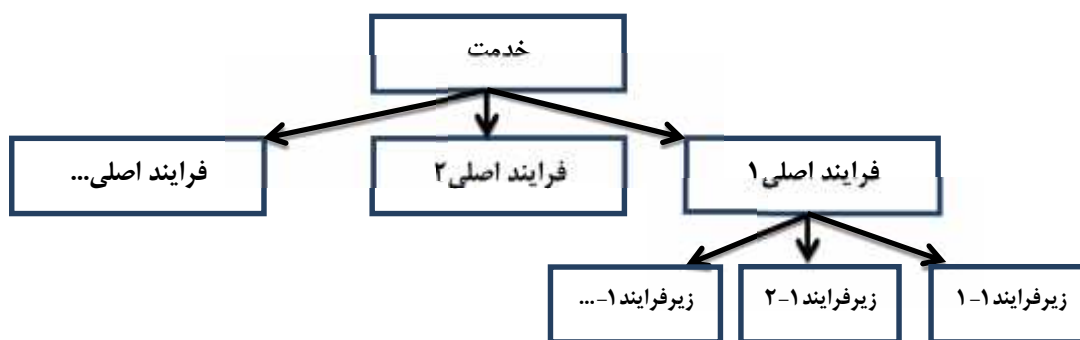 خدمت
فرایند اصلی۱
فرایند اصلی۲
فرایند اصلی...
زیرفرایند۱-۱
زیرفرایند۱-۲
زیرفرایند۱-...